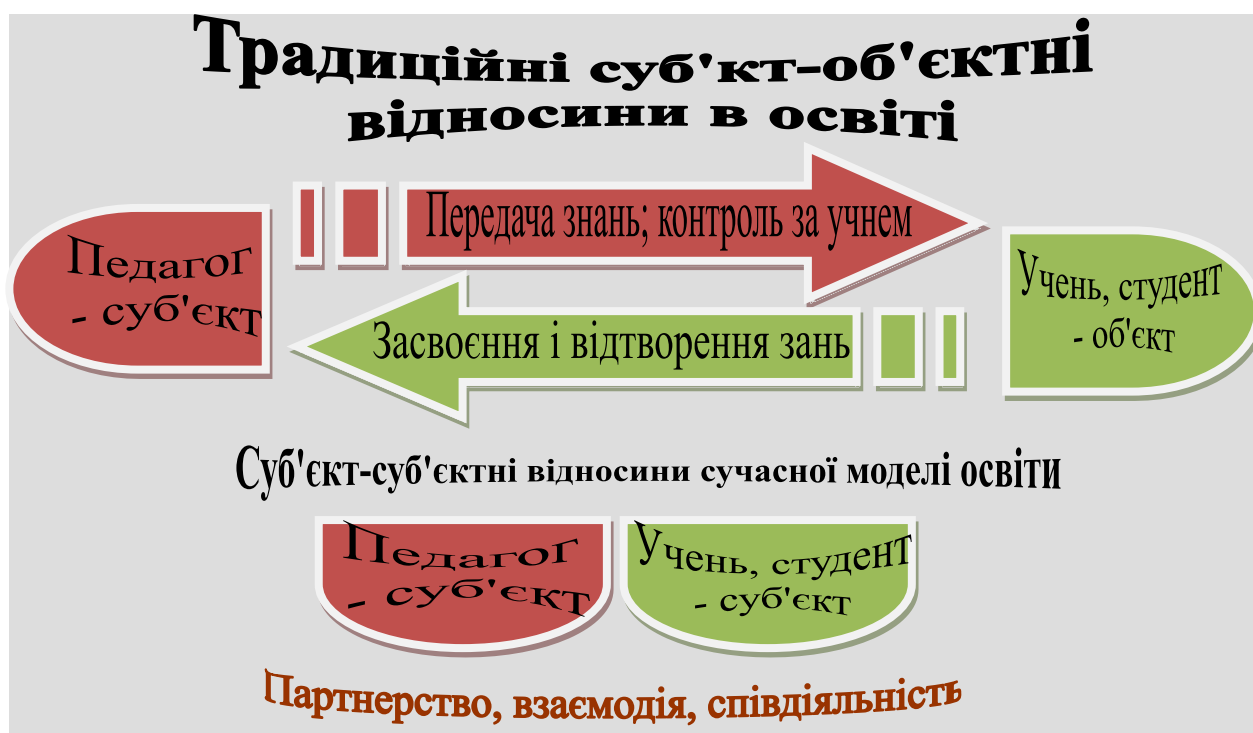 Традиційні суб'кт-об'єктні
відносини в освіті
Передача знань; контроль за учнем
Педагог
- суб'єкт
Учень, студент
- об'єкт
Засвоєння і відтворення зань
Суб'єкт-суб'єктні відносини сучасної моделі освіти
Педагог
- суб'єкт
Учень, студент
- суб'єкт
Партнерство, взаємодія, співдіяльність